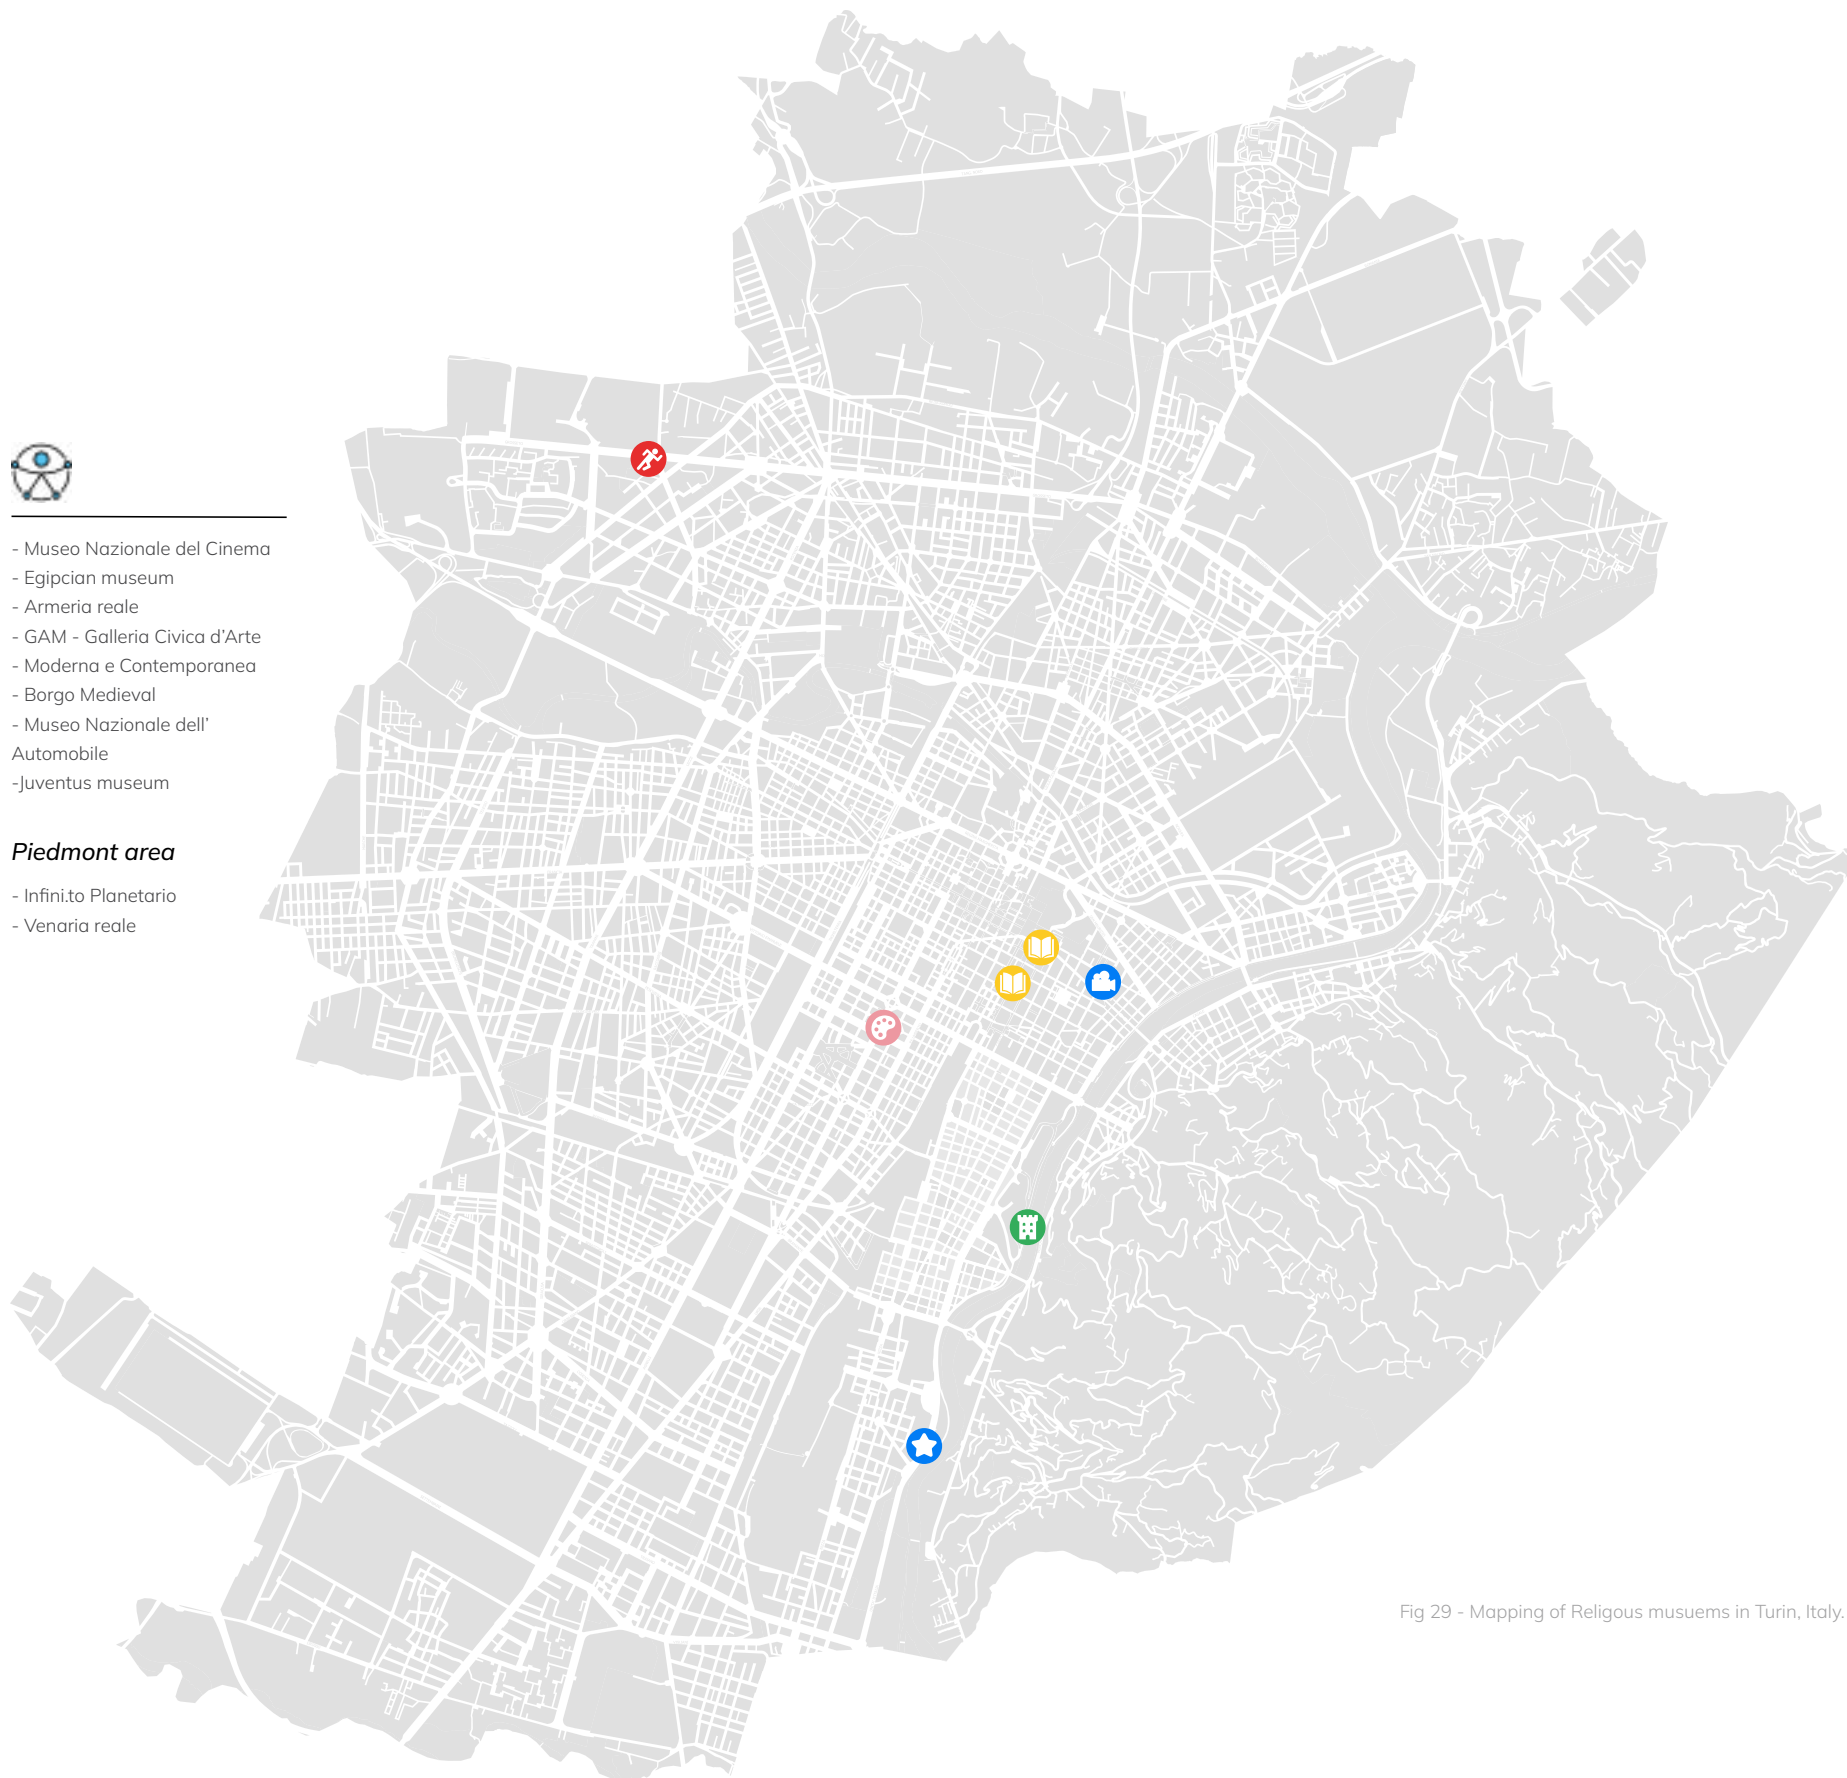 - Museo Nazionale del Cinema
- Egipcian museum
- Armeria reale
- GAM - Galleria Civica d’Arte
- Moderna e Contemporanea
- Borgo Medieval
- Museo Nazionale dell’
Automobile
-Juventus museum
Piedmont area
- Infini.to Planetario
- Venaria reale
Fig 29 - Mapping of Religous musuems in Turin, Italy.